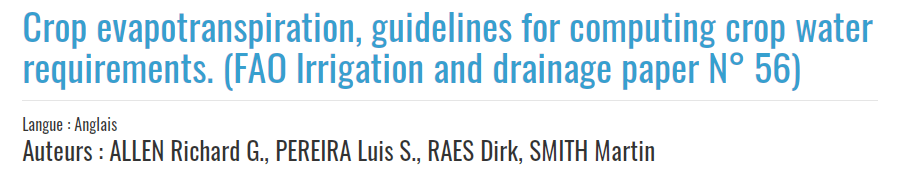 Crop evapotranspiration, guidelines for computing crop water
requirements. (FAO Irrigation and drainage paper N° 56)
Langue : Anglais
Auteurs : ALLEN Richard G., PEREIRA Luis S., RAES Dirk, SMITH Martin